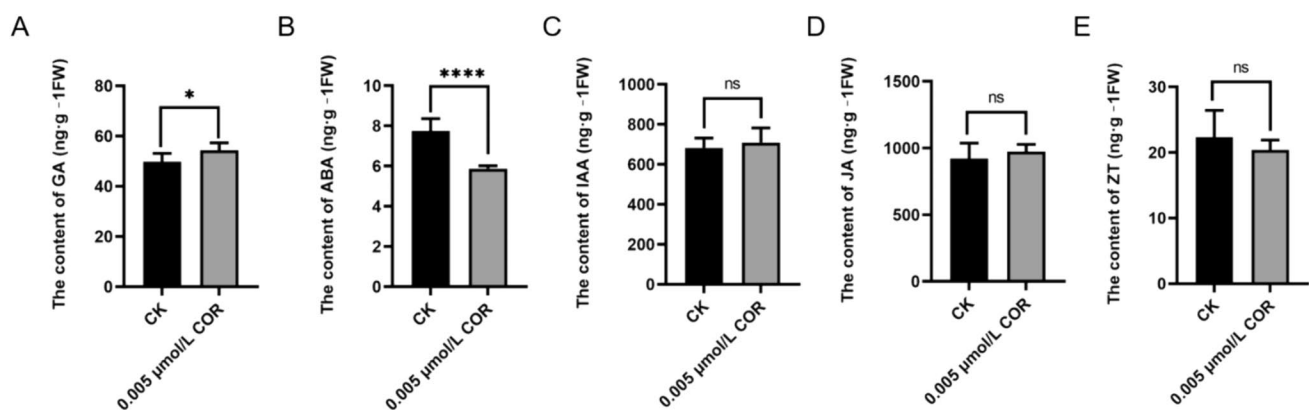 A
The content of GA (ng·g −1FW)
80
60
40
20
0
*
CK
0.005 μmol/L COR
B
The content of ABA (ng·g −1FW)
10
8
6
4
2
0
****
CK
0.005 μmol/L COR
C
The content of IAA (ng·g −1FW)
1000
800
600
400
200
0
ns
CK
0.005 μmol/L COR
D
The content of JA (ng·g −1FW)
1500
1000
500
0
ns
CK
0.005 μmol/L COR
E
The content of ZT (ng·g −1FW)
30
20
10
0
ns
CK
0.005 μmol/L COR